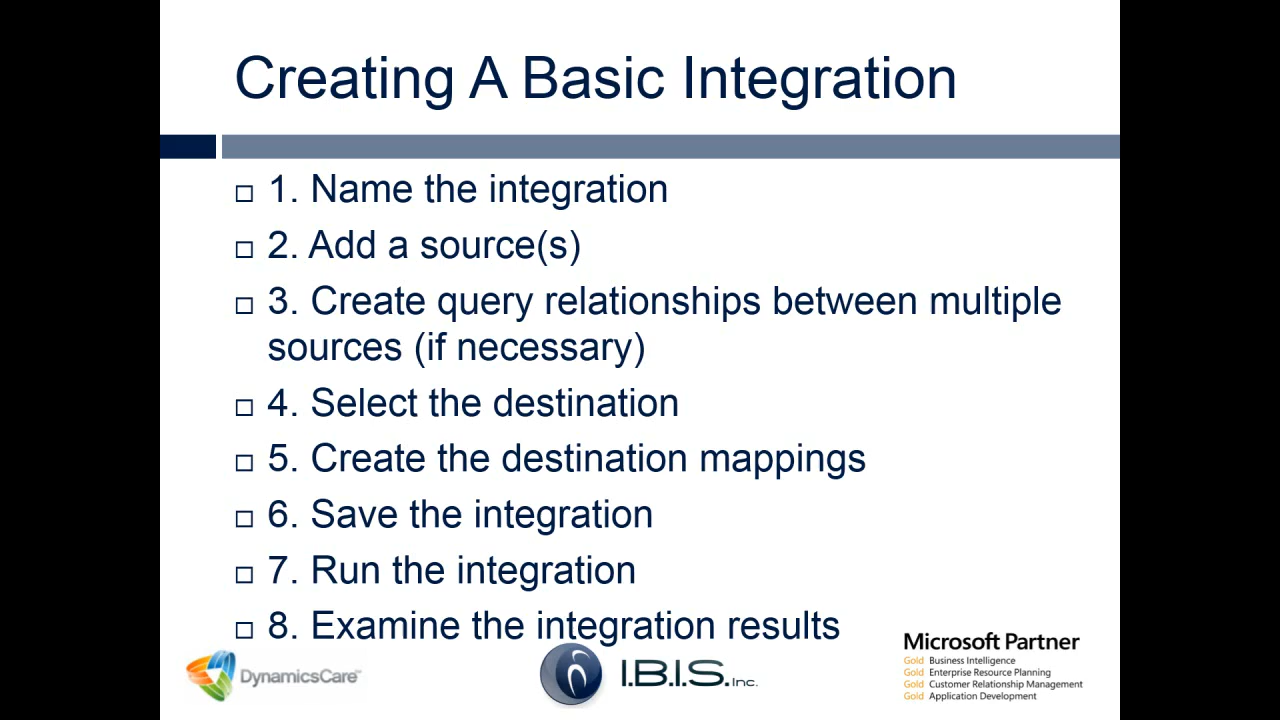 Creating A Basic Integration
1. Name the integration
2. Add a source(s)
3. Create query relationships between multiple
sources (if necessary)
4. Select the destination
5. Create the destination mappings
6. Save the integration
7. Run the integration
8. Examine the integration results
DynamicsCare™
I.B.I.S. Inc.
Microsoft Partner
Gold Business Intelligence
Gold Enterprise Resource Planning
Gold Customer Relationship Management
Gold Application Development